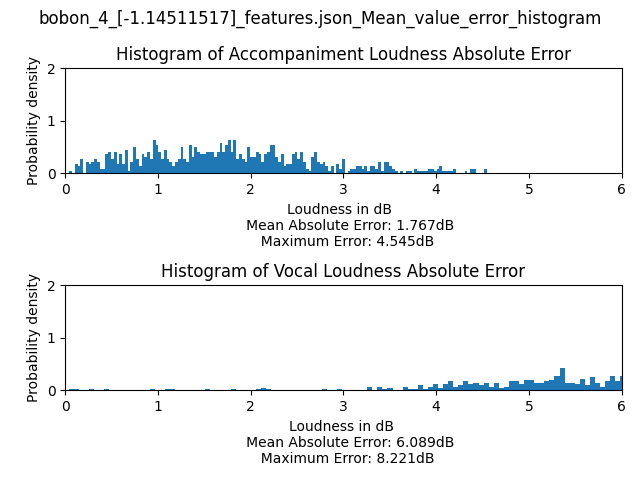 bobon_4_[-1.14511517]_features.json_Mean_value_error_histogram
Histogram of Accompaniment Loudness Absolute Error
Probability density
2
1
0
0 1 2 3 4 5 6
Loudness in dB
Mean Absolute Error: 1.767dB
Maximum Error: 4.545dB
Histogram of Vocal Loudness Absolute Error
Probability density
2
1
0
0 1 2 3 4 5 6
Loudness in dB
Mean Absolute Error: 6.089dB
Maximum Error: 8.221dB